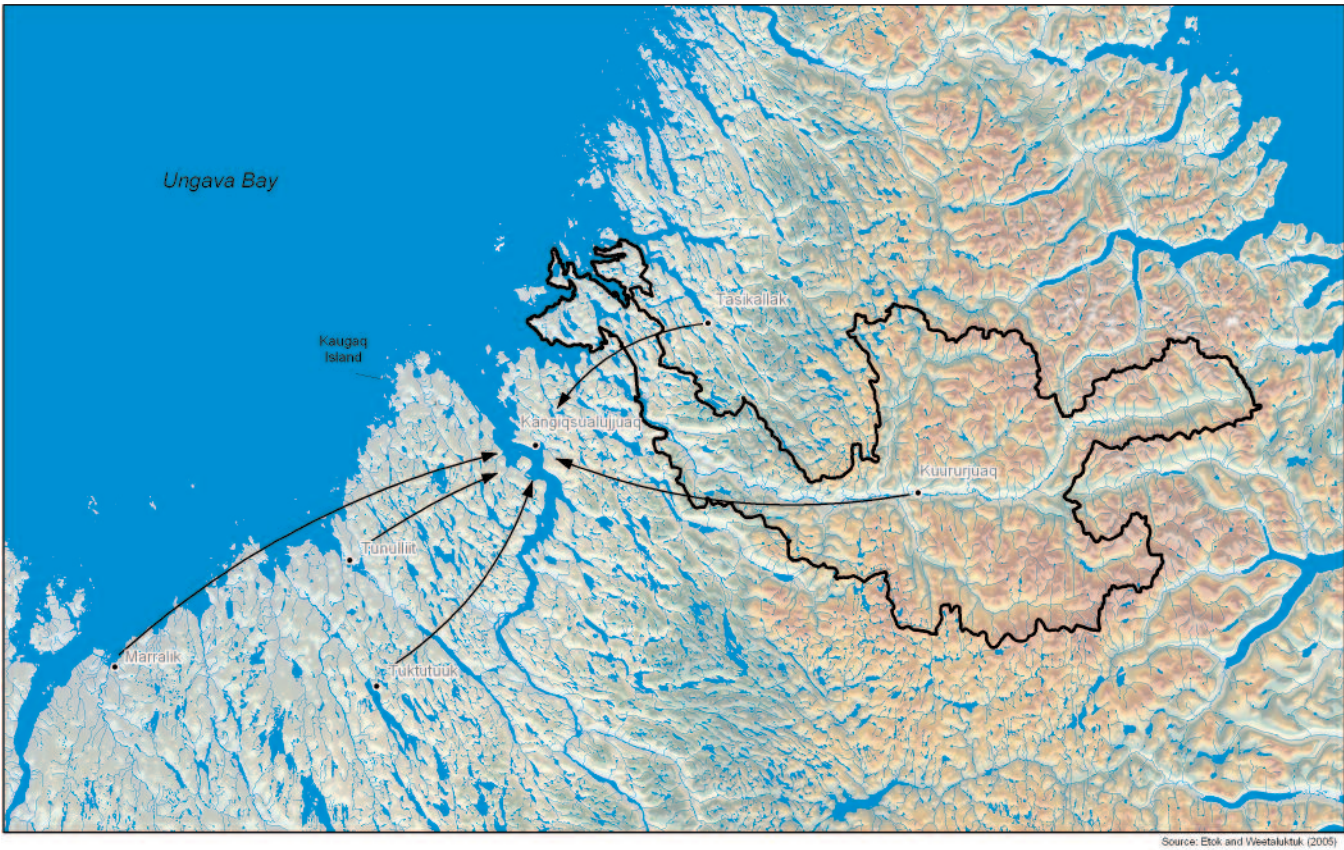 Ungava Bay
Tasikallak
Kaugaq
Island
Kangiqsualujjuaq
Kuururjuaq
Tunulliit
Marralik
Tuktutuuk
Source: Etok and Weetaluktuk (2005)